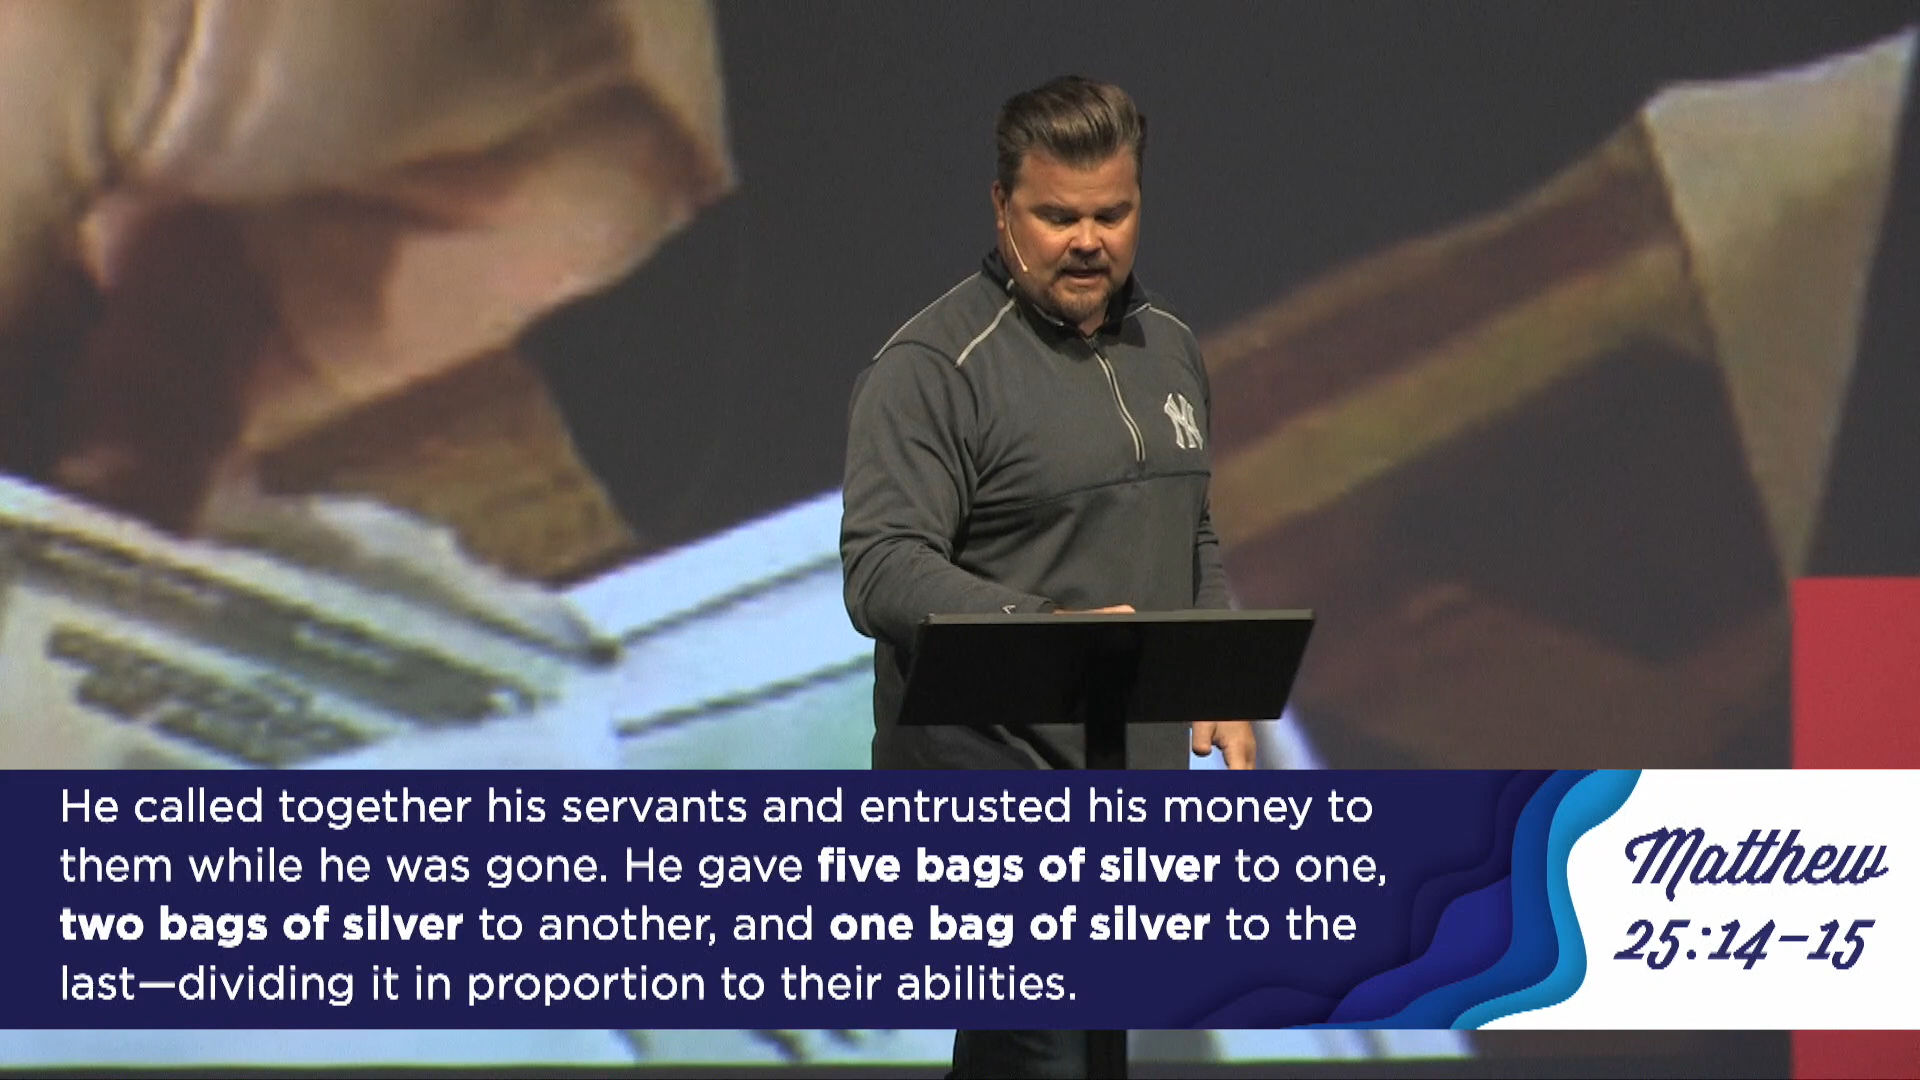 NY
He called together his servants and entrusted his money to
them while he was gone. He gave five bags of silver to one,
two bags of silver to another, and one bag of silver to the
last—dividing it in proportion to their abilities.
Matthew
25:14-15